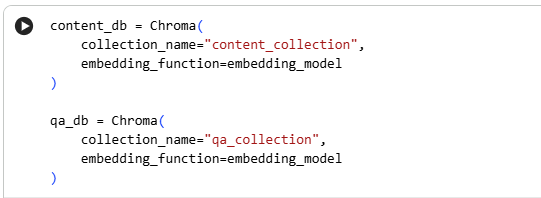 content_db = Chroma(
    collection_name="content_collection",
    embedding_function=embedding_model
)

qa_db = Chroma(
    collection_name="qa_collection",
    embedding_function=embedding_model
)